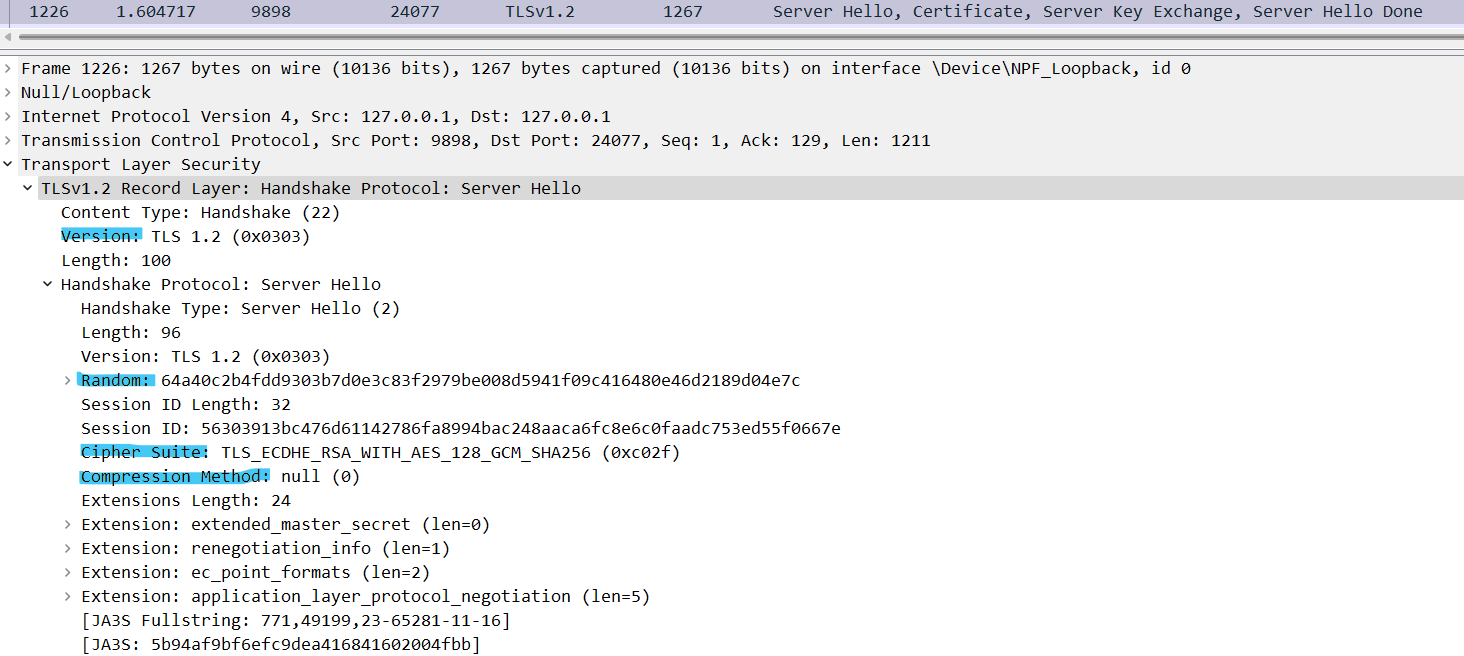 1226 1.604717 9898 24077 TLSv1.2 1267 Server Hello, Certificate, Server Key Exchange, Server Hello Done
Frame 1226: 1267 bytes on wire (10136 bits), 1267 bytes captured (10136 bits) on interface \Device\NPF_Loopback, id 0
Null/Loopback
Internet Protocol Version 4, Src: 127.0.0.1, Dst: 127.0.0.1
Transmission Control Protocol, Src Port: 9898, Dst Port: 24077, Seq: 1, Ack: 129, Len: 1211
Transport Layer Security
TLSv1.2 Record Layer: Handshake Protocol: Server Hello
Content Type: Handshake (22)
Version: TLS 1.2 (0x0303)
Length: 100
Handshake Protocol: Server Hello
Handshake Type: Server Hello (2)
Length: 96
Version: TLS 1.2 (0x0303)
Random: 64a40c2b4fdd9303b7d0e3c83f2979be008d5941f09c416480e46d2189d04e7c
Session ID Length: 32
Session ID: 56303913bc476d61142786fa8994bac248aaca6fc8e6c0faadc753ed55f0667e
Cipher Suite: TLS_ECDHE_RSA_WITH_AES_128_GCM_SHA256 (0xc02f)
Compression Method: null (0)
Extensions Length: 24
Extension: extended_master_secret (len=0)
Extension: renegotiation_info (len=1)
Extension: ec_point_formats (len=2)
Extension: application_layer_protocol_negotiation (len=5)
[JA3S Fullstring: 771,49199,23-65281-11-16]
[JA3S: 5b94af9bf6efc9dea416841602004fbb]